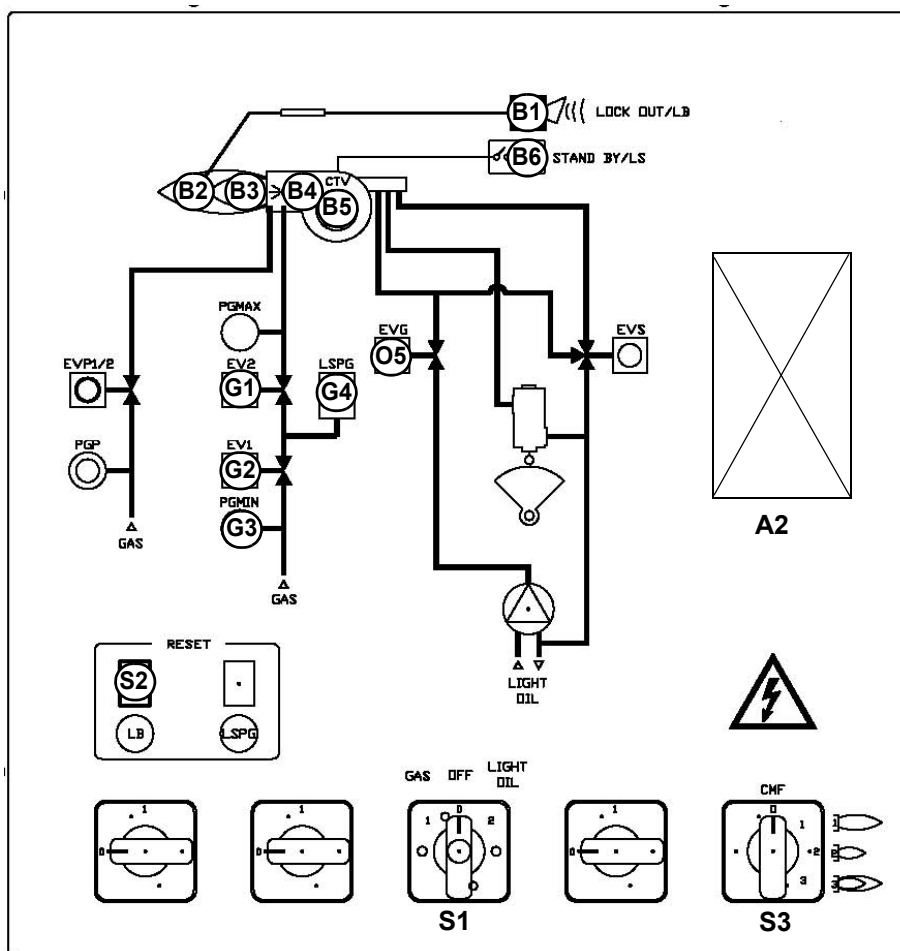 B1 LOCK OUT/LB
B6 STAND BY/LS
B2 B3 B4 CTV
B5
PGMAX
EVG
EVS
EVP1/2
EV2
LSPG
O5
G1
G4
PGP
EV1
G2
PGMIN
G3
A2
GAS
GAS
RESET
S2
LIGHT
OIL
LB
LSPG
GAS OFF LIGHT
OIL
CMF
1
0
1
0
0
1 2
1
0
0
1 1
2 2
3 3
S1
S3